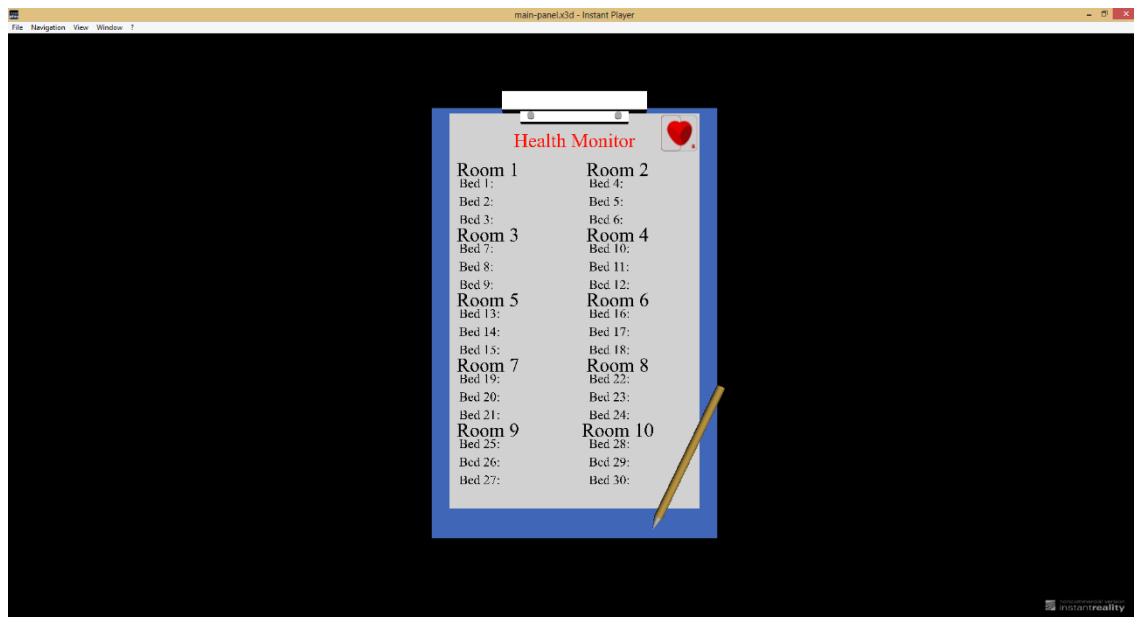 main-panel.x3d - Instant Player
File Navigation View Window ?
Health Monitor
Room 1 Room 2
Bed 1: Bed 4:
Bed 2: Bed 5:
Bed 3: Bed 6:
Room 3 Room 4
Bed 7: Bed 10:
Bed 8: Bed 11:
Bed 9: Bed 12:
Room 5 Room 6
Bed 13: Bed 16:
Bed 14: Bed 17:
Bed 15: Bed 18:
Room 7 Room 8
Bed 19: Bed 22:
Bed 20: Bed 23:
Bed 21: Bed 24:
Room 9 Room 10
Bed 25: Bed 28:
Bed 26: Bed 29:
Bed 27: Bed 30:
noncommercial version
instantreality